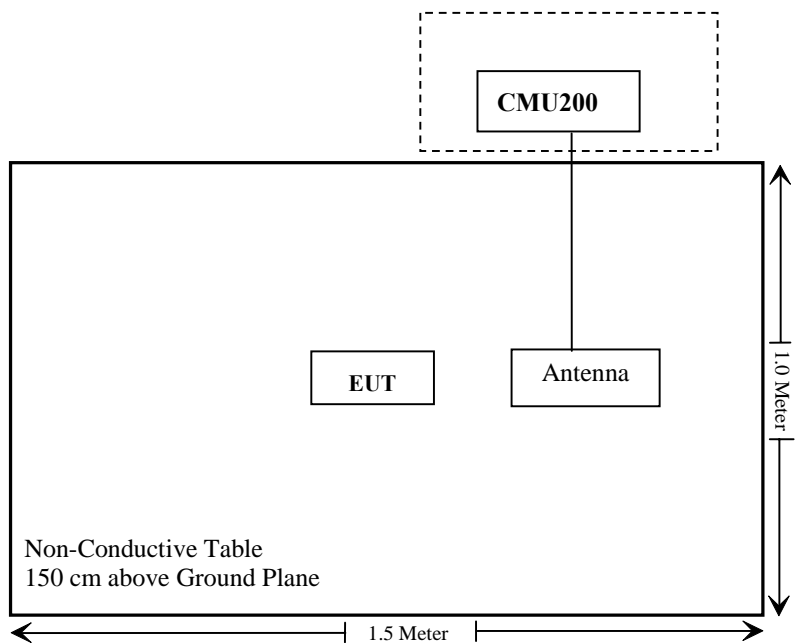 CMU200
EUT
Antenna
1.0 Meter
Non-Conductive Table
150 cm above Ground Plane
1.5 Meter